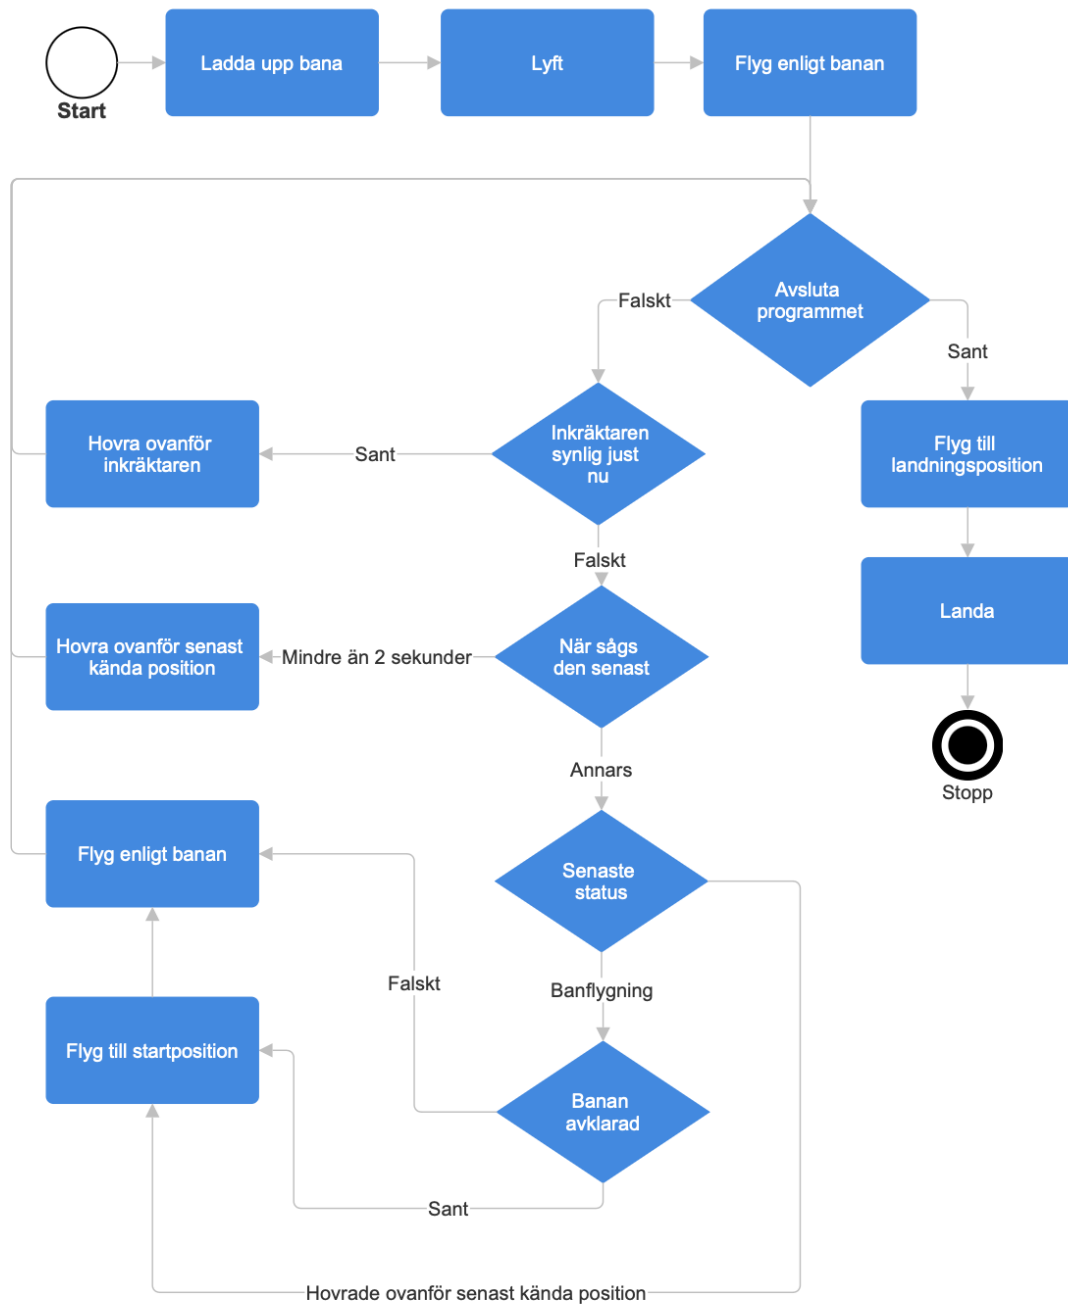 Ladda upp bana
Lyft
Flyg enligt banan
Start
Avsluta
programmet
Falskt
Sant
Hovra ovanför
inkräktaren
Sant
Inkräktaren
synlig just
nu
Flyg till
landningsposition
Falskt
Landa
Hovra ovanför senast
kända position
Mindre än 2 sekunder
När sågs
den senast
Annars
Stopp
Flyg enligt banan
Senaste
status
Falskt
Banflygning
Flyg till startposition
Banan
avklarad
Sant
Hovrade ovanför senast kända position